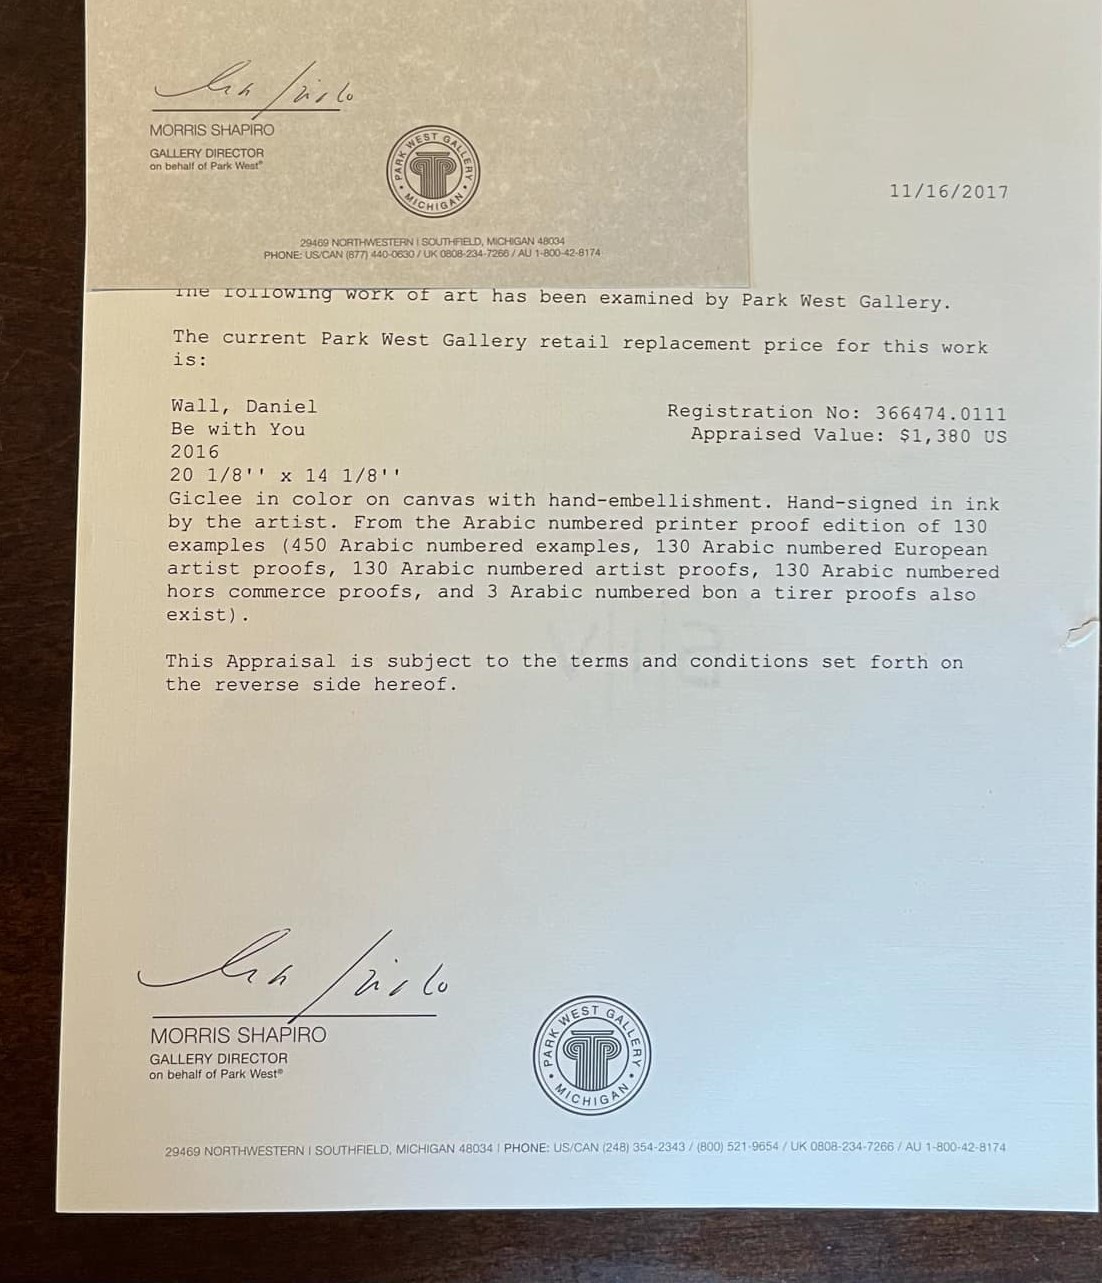 MORRIS SHAPIRO
GALLERY DIRECTOR
on behalf of Park West®
PARK WEST GALLERY
• MICHIGAN •
29469 NORTHWESTERN | SOUTHFIELD, MICHIGAN 48034
PHONE: US/CAN (877) 440-0630 / UK 0808-234-7266 / AU 1-800-42-8174
11/16/2017
The following work of art has been examined by Park West Gallery.
The current Park West Gallery retail replacement price for this work
is:
Wall, Daniel
Registration No: 366474.0111
Be with You
Appraised Value: $1,380 US
2016
20 1/8'' x 14 1/8''
Giclee in color on canvas with hand-embellishment. Hand-signed in ink
by the artist. From the Arabic numbered printer proof edition of 130
examples (450 Arabic numbered examples, 130 Arabic numbered European
artist proofs, 130 Arabic numbered artist proofs, 130 Arabic numbered
hors commerce proofs, and 3 Arabic numbered bon a tirer proofs also
exist).
This Appraisal is subject to the terms and conditions set forth on
the reverse side hereof.
MORRIS SHAPIRO
GALLERY DIRECTOR
on behalf of Park West®
PARK WEST GALLERY
• MICHIGAN •
29469 NORTHWESTERN | SOUTHFIELD, MICHIGAN 48034 | PHONE: US/CAN (248) 354-2343 / (800) 521-9654 / UK 0808-234-7266 / AU 1-800-42-8174